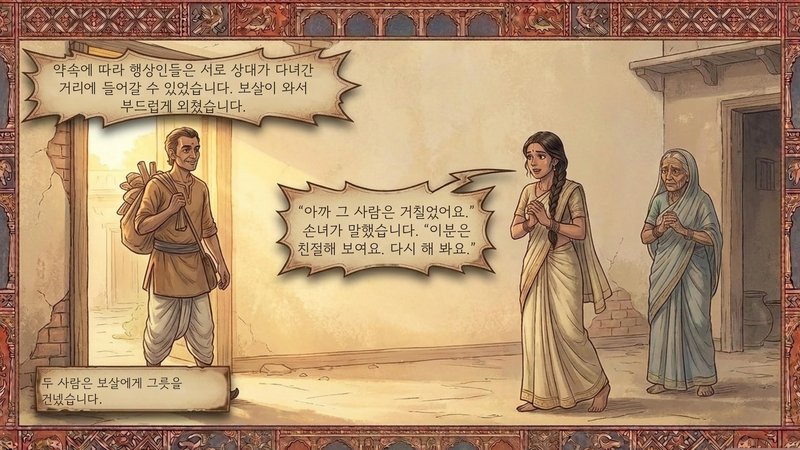 약속에 따라 행상인들은 서로 상대가 다녀간
거리에 들어갈 수 있었습니다. 보살이 와서
부드럽게 외쳤습니다.
“아까 그 사람은 거칠었어요.”
손녀가 말했습니다. “이분은
친절해 보여요. 다시 해 봐요.”
두 사람은 보살에게 그릇을
건넸습니다.